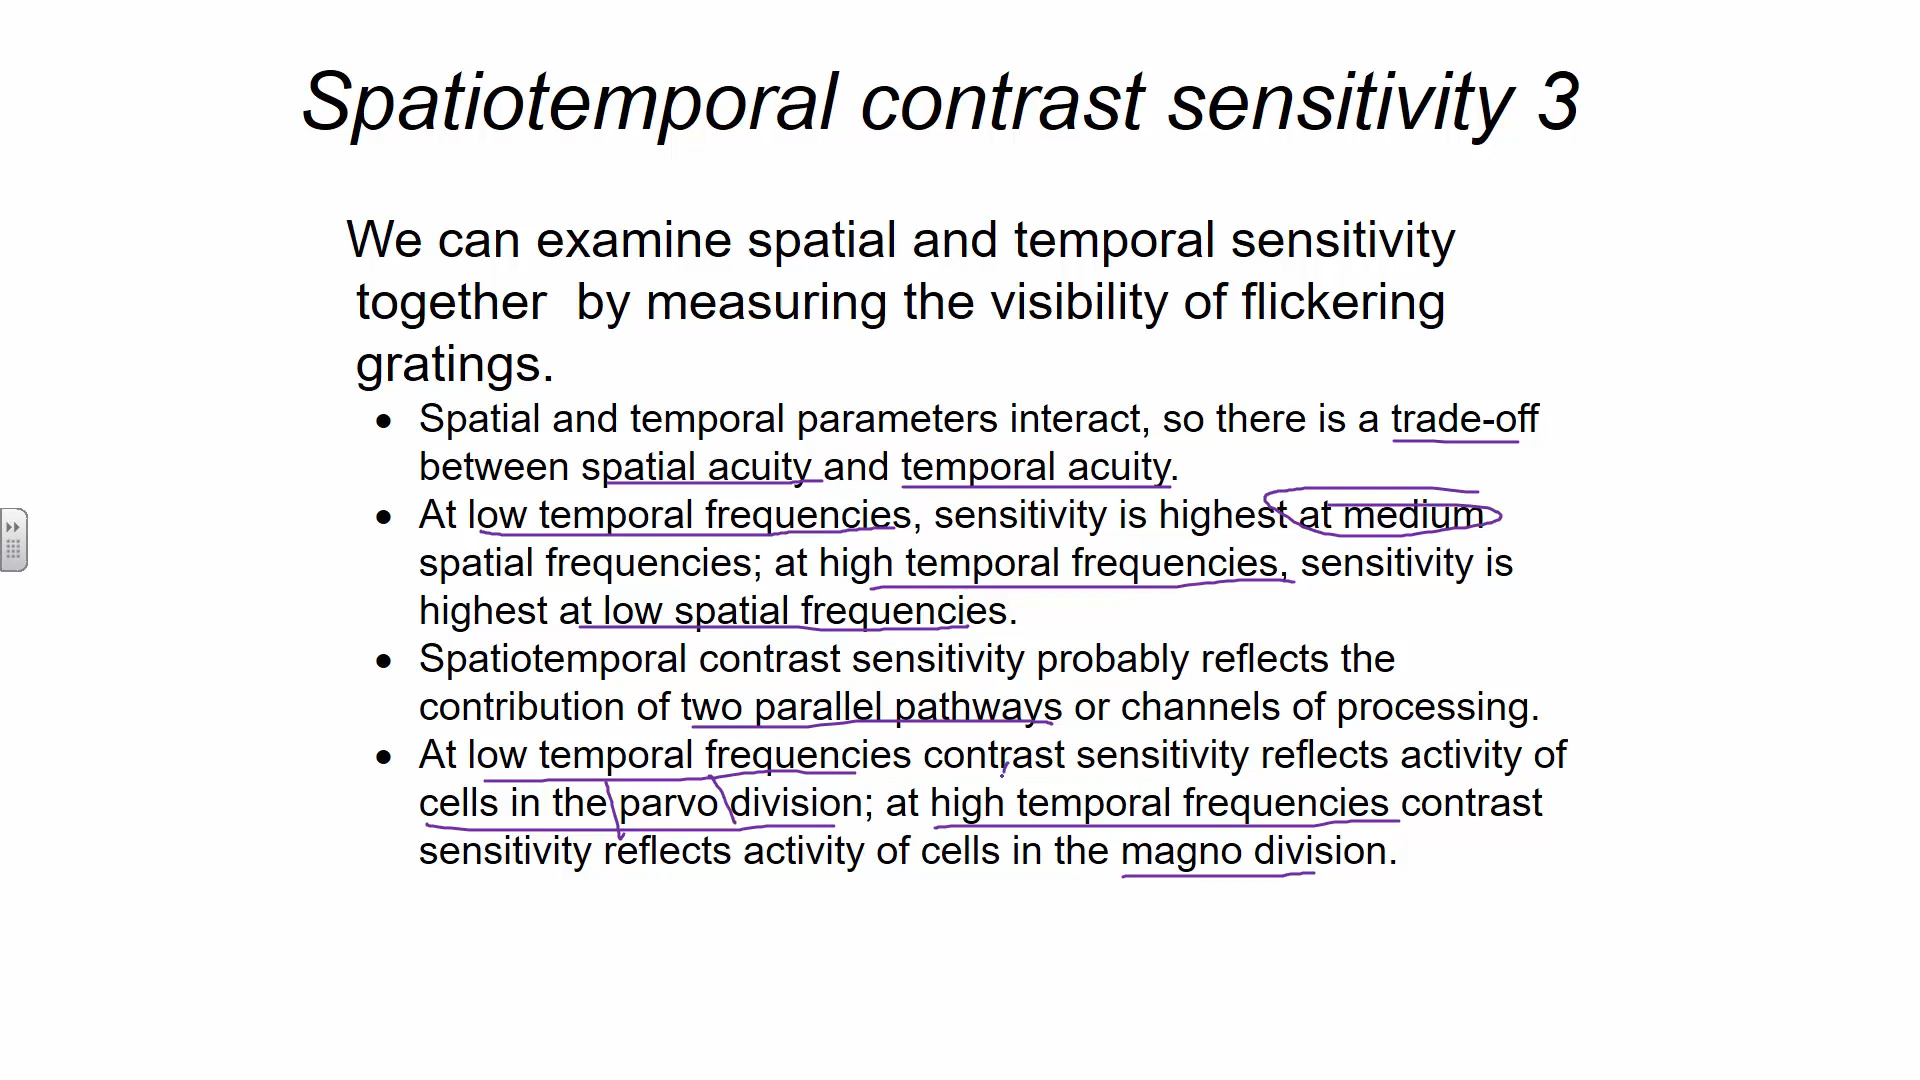 Spatiotemporal contrast sensitivity 3
We can examine spatial and temporal sensitivity
together by measuring the visibility of flickering
gratings.
• Spatial and temporal parameters interact, so there is a trade-off
between spatial acuity and temporal acuity.
• At low temporal frequencies, sensitivity is highest at medium
spatial frequencies; at high temporal frequencies, sensitivity is
highest at low spatial frequencies.
• Spatiotemporal contrast sensitivity probably reflects the
contribution of two parallel pathways or channels of processing.
• At low temporal frequencies contrast sensitivity reflects activity of
cells in the parvo division; at high temporal frequencies contrast
sensitivity reflects activity of cells in the magno division.